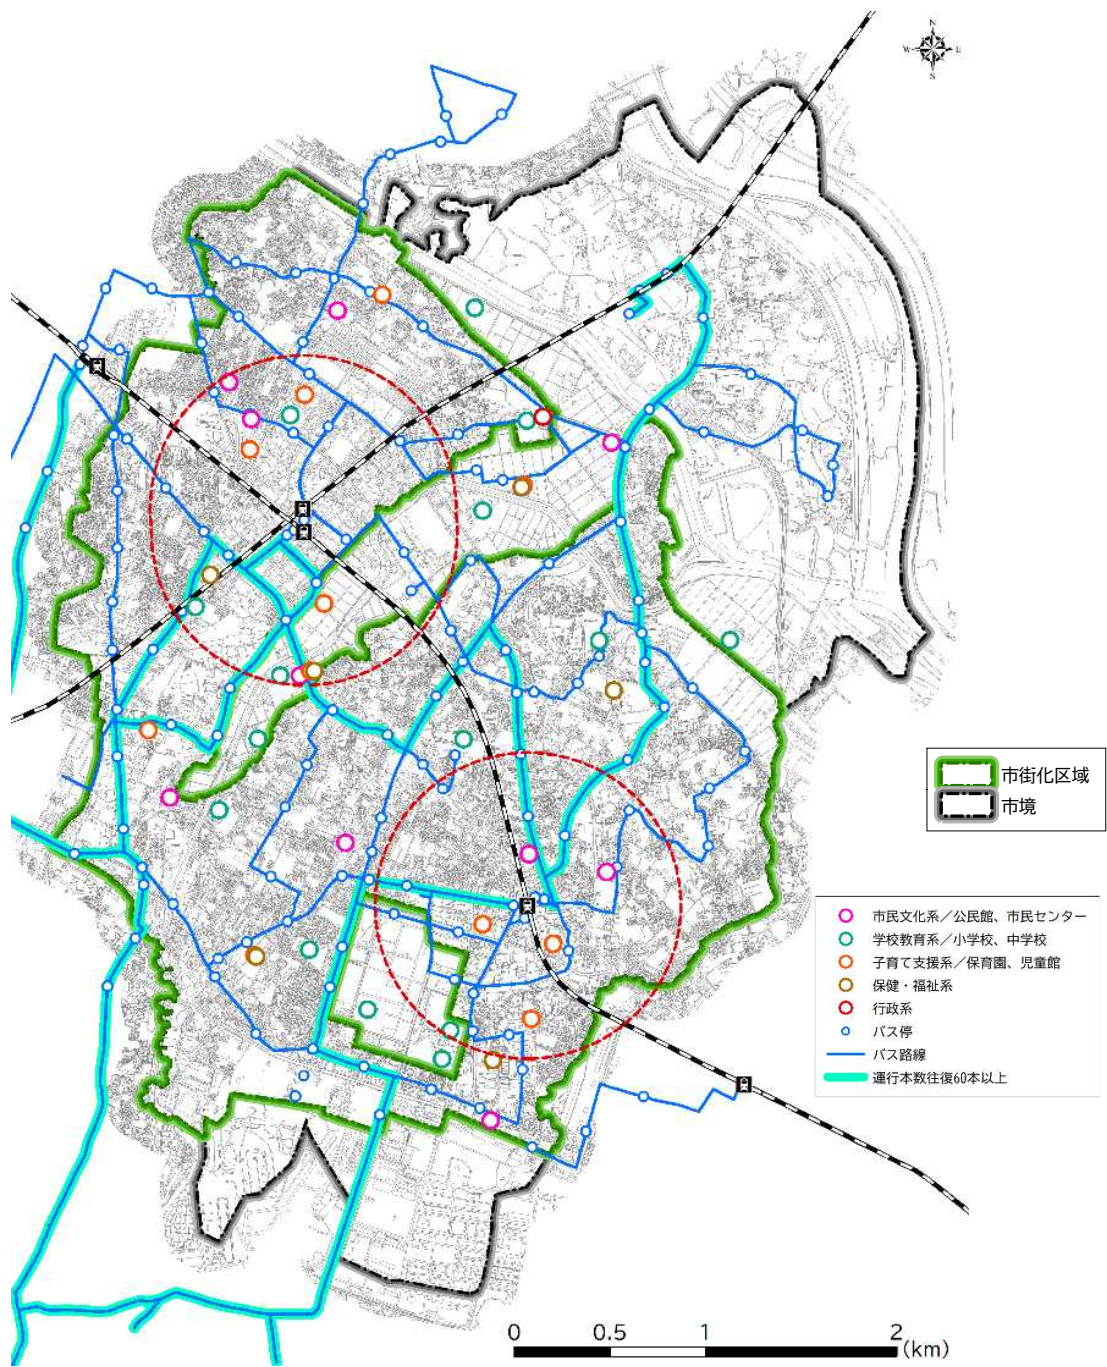 N
W E
S
市街化区域
市境
市民文化系／公民館、市民センター
学校教育系／小学校、中学校
子育て支援系／保育園、児童館
保健・福祉系
行政系
バス停
バス路線
運行本数往復60本以上
0 0.5 1 2
(km)